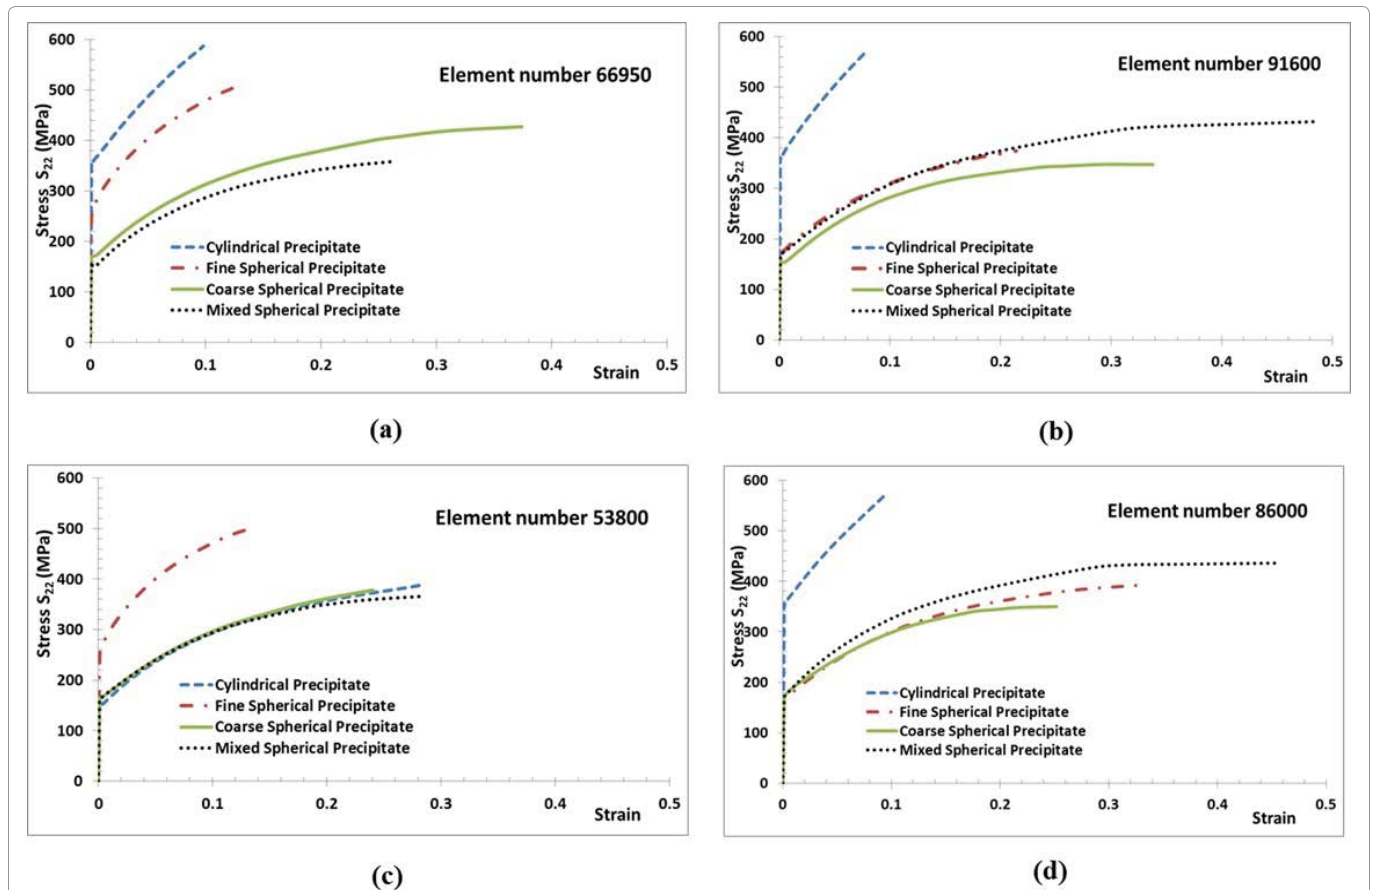 600
500
400
300
200
100
0
Stress S₂₂ (MPa)
Element number 66950
Cylindrical Precipitate
Fine Spherical Precipitate
Coarse Spherical Precipitate
Mixed Spherical Precipitate
0 0.1 0.2 0.3 0.4 0.5
Strain
(a)
600
500
400
300
200
100
0
Stress S₂₂ (MPa)
Element number 91600
Cylindrical Precipitate
Fine Spherical Precipitate
Coarse Spherical Precipitate
Mixed Spherical Precipitate
0 0.1 0.2 0.3 0.4 0.5
Strain
(b)
600
500
400
300
200
100
0
Stress S₂₂ (MPa)
Element number 53800
Cylindrical Precipitate
Fine Spherical Precipitate
Coarse Spherical Precipitate
Mixed Spherical Precipitate
0 0.1 0.2 0.3 0.4 0.5
Strain
(c)
600
500
400
300
200
100
0
Stress S₂₂ (MPa)
Element number 86000
Cylindrical Precipitate
Fine Spherical Precipitate
Coarse Spherical Precipitate
Mixed Spherical Precipitate
0 0.1 0.2 0.3 0.4 0.5
Strain
(d)